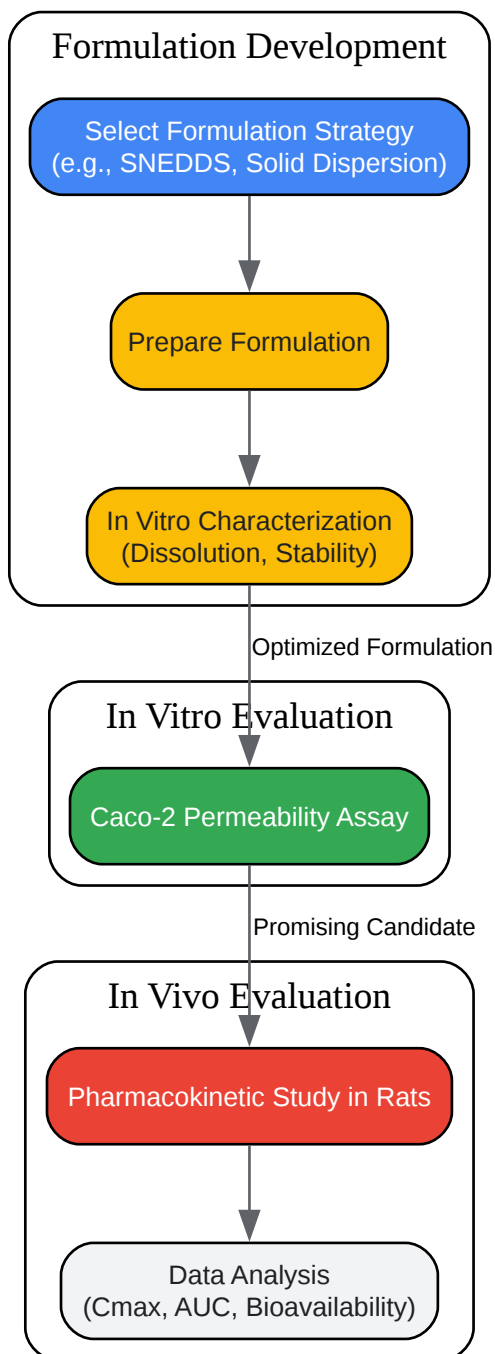 Formulation Development
Select Formulation Strategy
(e.g., SNEDDS, Solid Dispersion)
Prepare Formulation
In Vitro Characterization
(Dissolution, Stability)
Optimized Formulation
In Vitro Evaluation
Caco-2 Permeability Assay
Promising Candidate
In Vivo Evaluation
Pharmacokinetic Study in Rats
Data Analysis
(Cmax, AUC, Bioavailability)